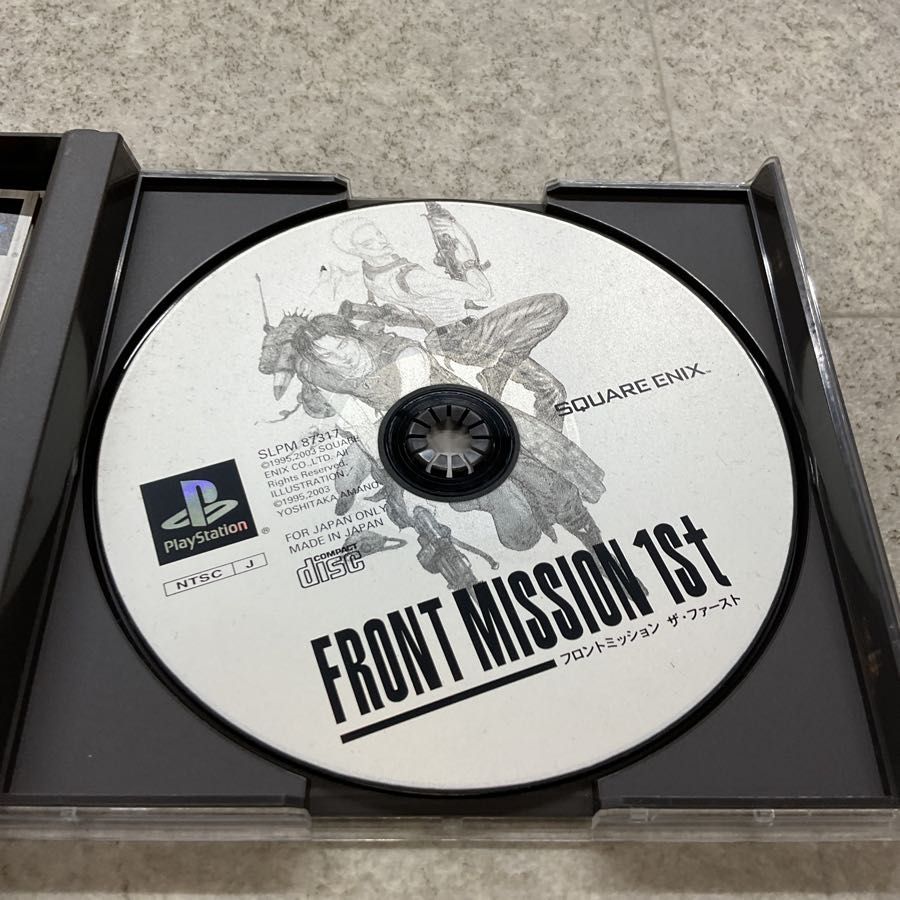 SQUARE ENIX™
SLPM 87317
©1995,2003 SQUARE
ENIX CO.,LTD. All
Rights Reserved.
ILLUSTRATION:
©1995,2003
YOSHITAKA AMANO
FOR JAPAN ONLY
MADE IN JAPAN
PlayStation®
NTSC J
COMPACT
disc
FRONT MISSION 1St
フロントミッション ザ・ファースト